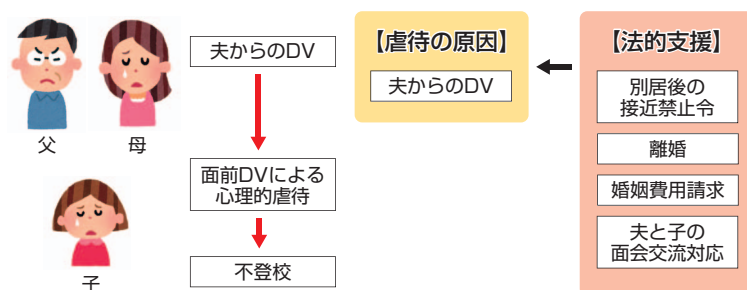 夫からのDV
父
母
面前DVによる
心理的虐待
子
不登校
【虐待の原因】
夫からのDV
【法的支援】
別居後の
接近禁止令
離婚
婚姻費用請求
夫と子の
面会交流対応